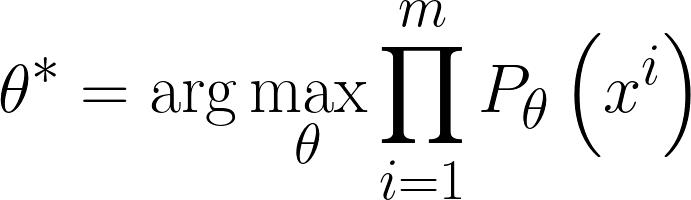 θ* = arg max_θ ∏_{i=1}^{m} P_θ (x^i)